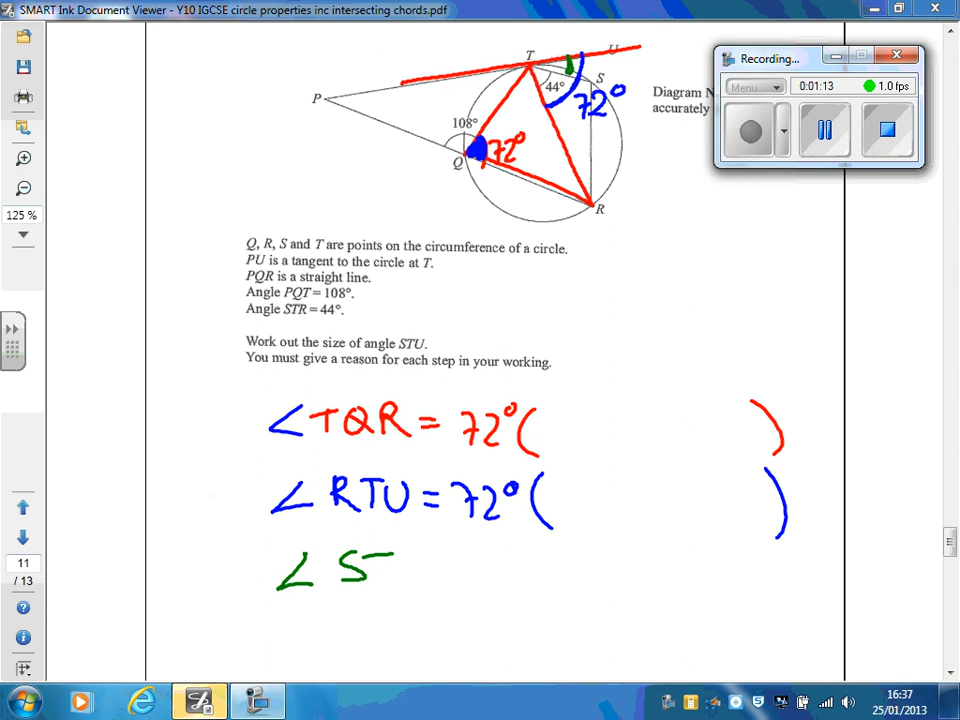 SMART Ink Document Viewer - Y10 IGCSE circle properties inc intersecting chords.pdf
Recording...
Menu
0:01:13
1.0 fps
T
U
S
44°
72°
P
Diagram N
accurately
108°
72°
Q
R
125 %
Q, R, S and T are points on the circumference of a circle.
PU is a tangent to the circle at T.
PQR is a straight line.
Angle PQT = 108°.
Angle STR = 44°.
Work out the size of angle STU.
You must give a reason for each step in your working.
∠TQR = 72° ( )
∠RTU = 72° ( )
∠ ST
11
/ 13
16:37
25/01/2013